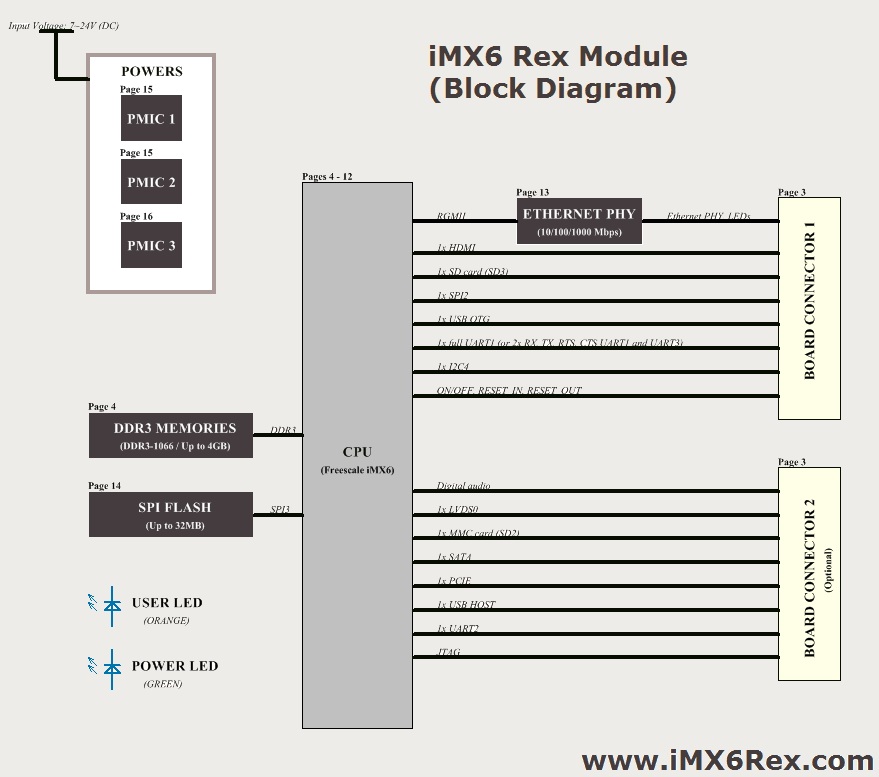 Input Voltage: 7-24V (DC)
iMX6 Rex Module
(Block Diagram)
POWERS
Page 15
PMIC 1
Page 15
PMIC 2
Page 16
PMIC 3
Pages 4 - 12
CPU
(Freescale iMX6)
Page 13
ETHERNET PHY
(10/100/1000 Mbps)
RGMII
Ethernet PHY, LEDs
1x HDMI
1x SD card (SD3)
1x SPI2
1x USB OTG
1x full UART1 (or 2x RX, TX, RTS, CTS UART1 and UART3)
1x I2C4
ON/OFF, RESET_IN, RESET_OUT
Page 3
BOARD CONNECTOR 1
Page 4
DDR3 MEMORIES
(DDR3-1066 / Up to 4GB)
DDR3
Page 14
SPI FLASH
(Up to 32MB)
SPI3
Digital audio
1x LVDS0
1x MMC card (SD2)
1x SATA
1x PCIE
1x USB HOST
1x UART2
JTAG
Page 3
BOARD CONNECTOR 2
(Optional)
USER LED
(ORANGE)
POWER LED
(GREEN)
www.iMX6Rex.com